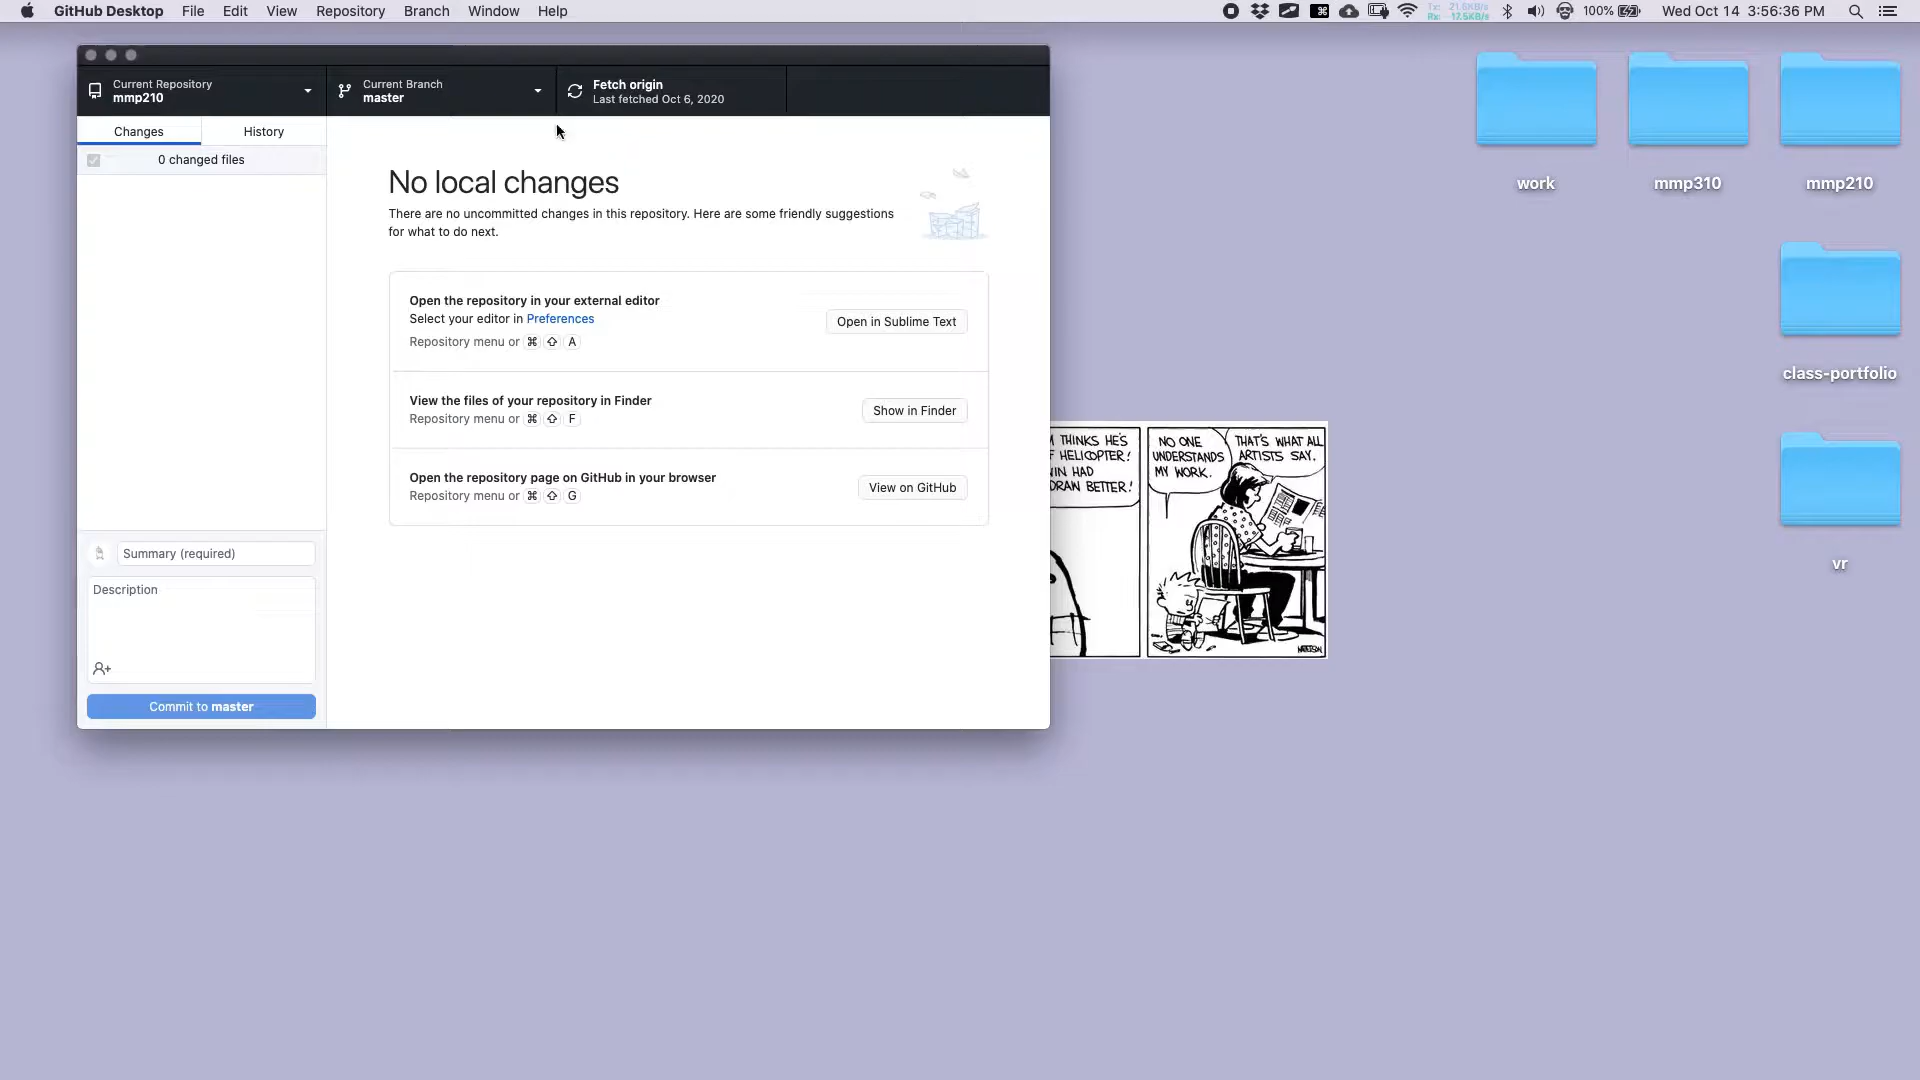 GitHub Desktop File Edit View Repository Branch Window Help
Tx: 21.5KB/s
Rx: 17.5KB/s
100% Wed Oct 14 3:56:36 PM
Current Repository
mmp210
Current Branch
master
Fetch origin
Last fetched Oct 6, 2020
Changes
History
0 changed files
No local changes
There are no uncommitted changes in this repository. Here are some friendly suggestions
for what to do next.
Open the repository in your external editor
Select your editor in Preferences
Repository menu or ⌘ ⇧ A
Open in Sublime Text
View the files of your repository in Finder
Repository menu or ⌘ ⇧ F
Show in Finder
Open the repository page on GitHub in your browser
Repository menu or ⌘ ⇧ G
View on GitHub
Summary (required)
Description
Commit to master
THINKS HE'S
HELICOPTER!
HAD
DRAW BETTER!
NO ONE
UNDERSTANDS
MY WORK.
THAT'S WHAT ALL
ARTISTS SAY.
work
mmp310
mmp210
class-portfolio
vr